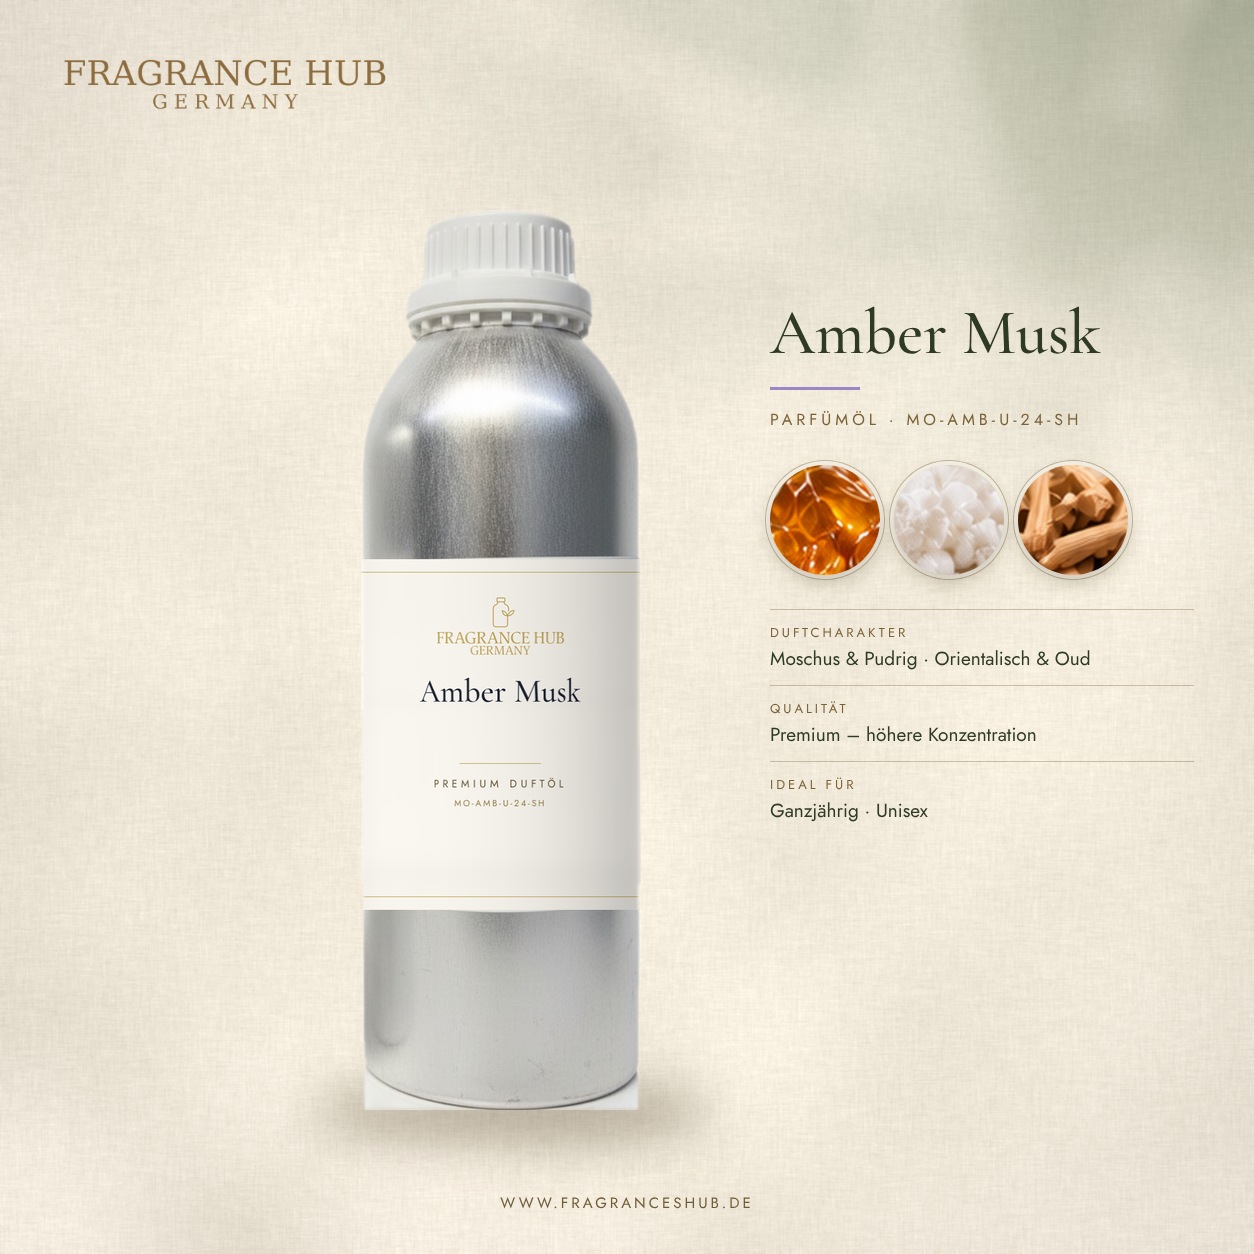 FRAGRANCE HUB
GERMANY
Amber Musk
PARFÜMÖL · MO-AMB-U-24-SH
DUFTCHARAKTER
Moschus & Pudrig · Orientalisch & Oud
QUALITÄT
Premium – höhere Konzentration
IDEAL FÜR
Ganzjährig · Unisex
FRAGRANCE HUB
GERMANY
Amber Musk
PREMIUM DUFTÖL
MO-AMB-U-24-SH
WWW.FRAGRANCESHUB.DE